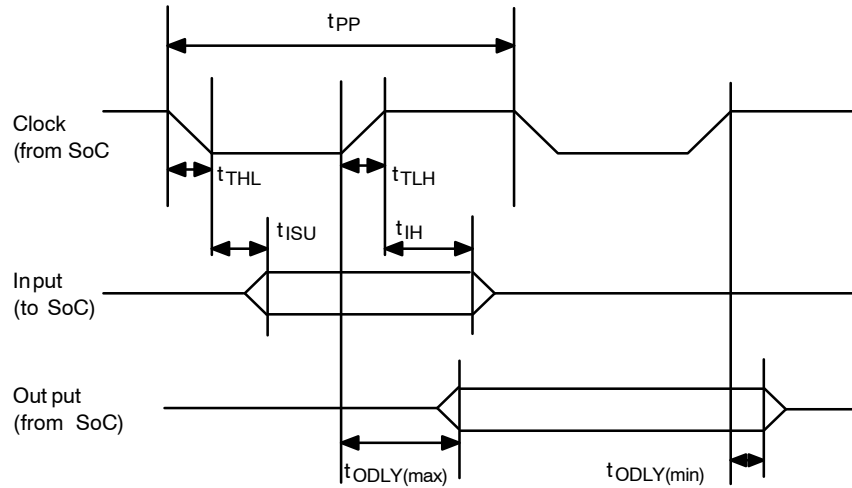 tPP
Clock
(from SoC
tTHL
tTLH
tISU
tIH
Input
(to SoC)
Output
(from SoC)
tODLY(max)
tODLY(min)